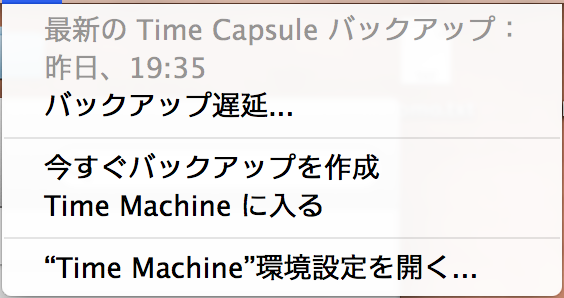 最新の Time Capsule バックアップ：
昨日、19:35
バックアップ遅延...
今すぐバックアップを作成
Time Machine に入る
“Time Machine”環境設定を開く...